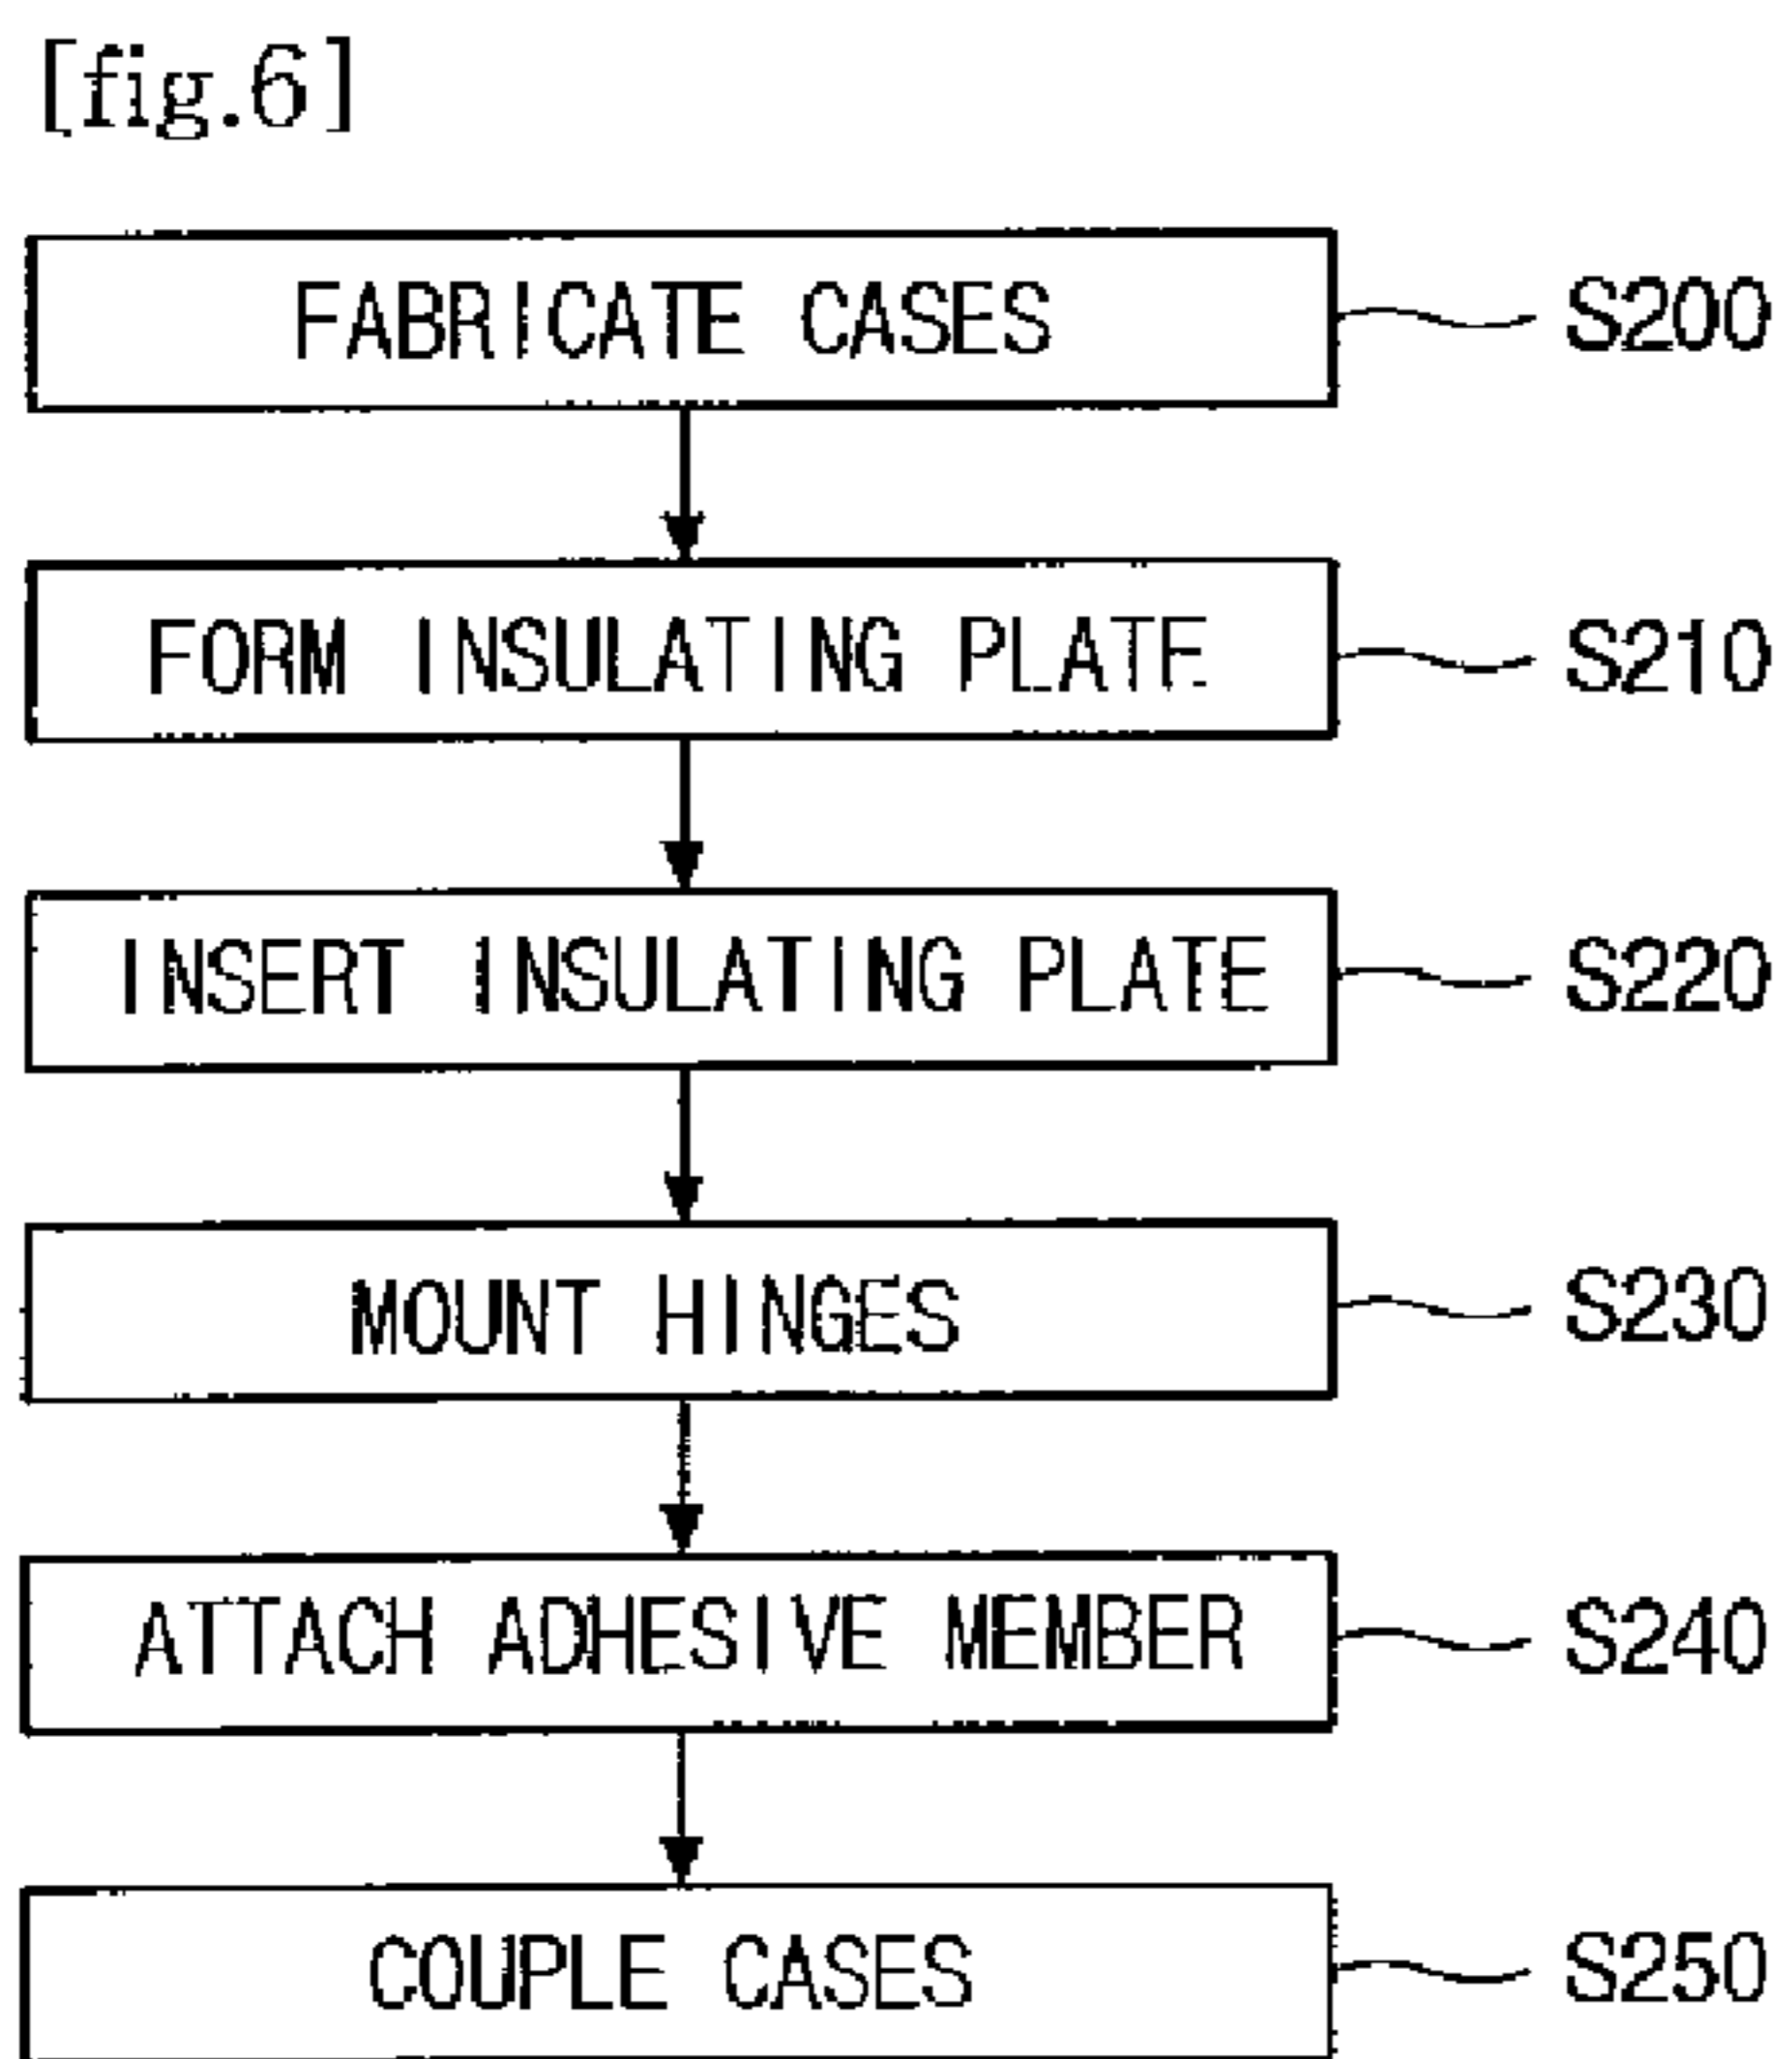 [fig.6]
FABRICATE CASES S200
FORM INSULATING PLATE S210
INSERT INSULATING PLATE S220
MOUNT HINGES S230
ATTACH ADHESIVE MEMBER S240
COUPLE CASES S250